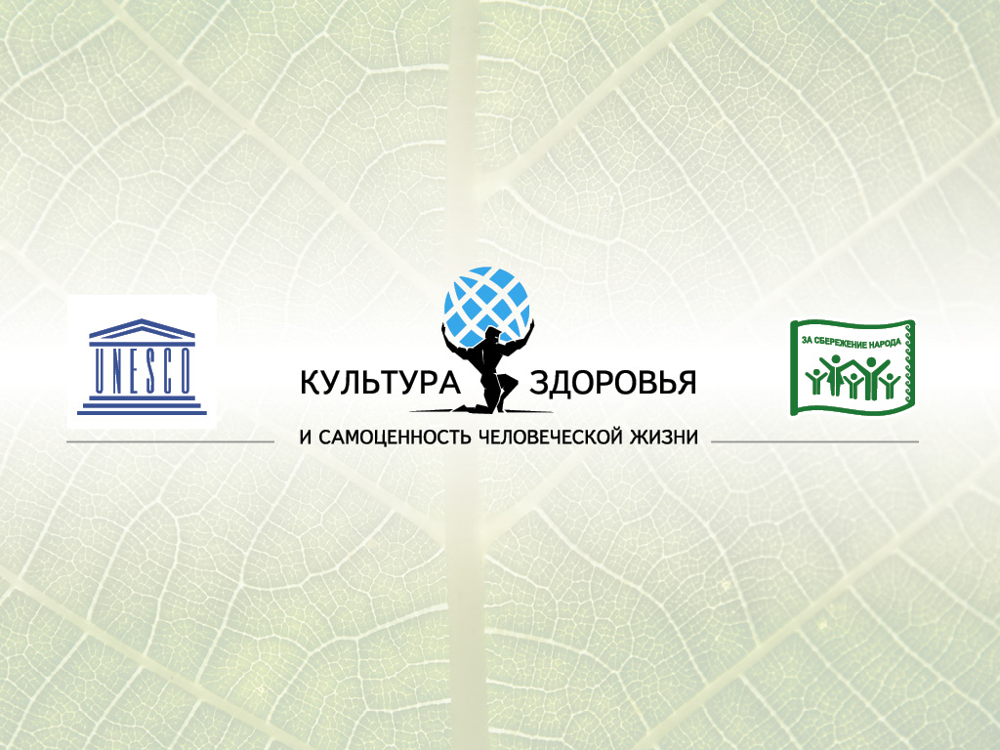 UNESCO
КУЛЬТУРА ЗДОРОВЬЯ
И САМОЦЕННОСТЬ ЧЕЛОВЕЧЕСКОЙ ЖИЗНИ
ЗА СБЕРЕЖЕНИЕ НАРОДА